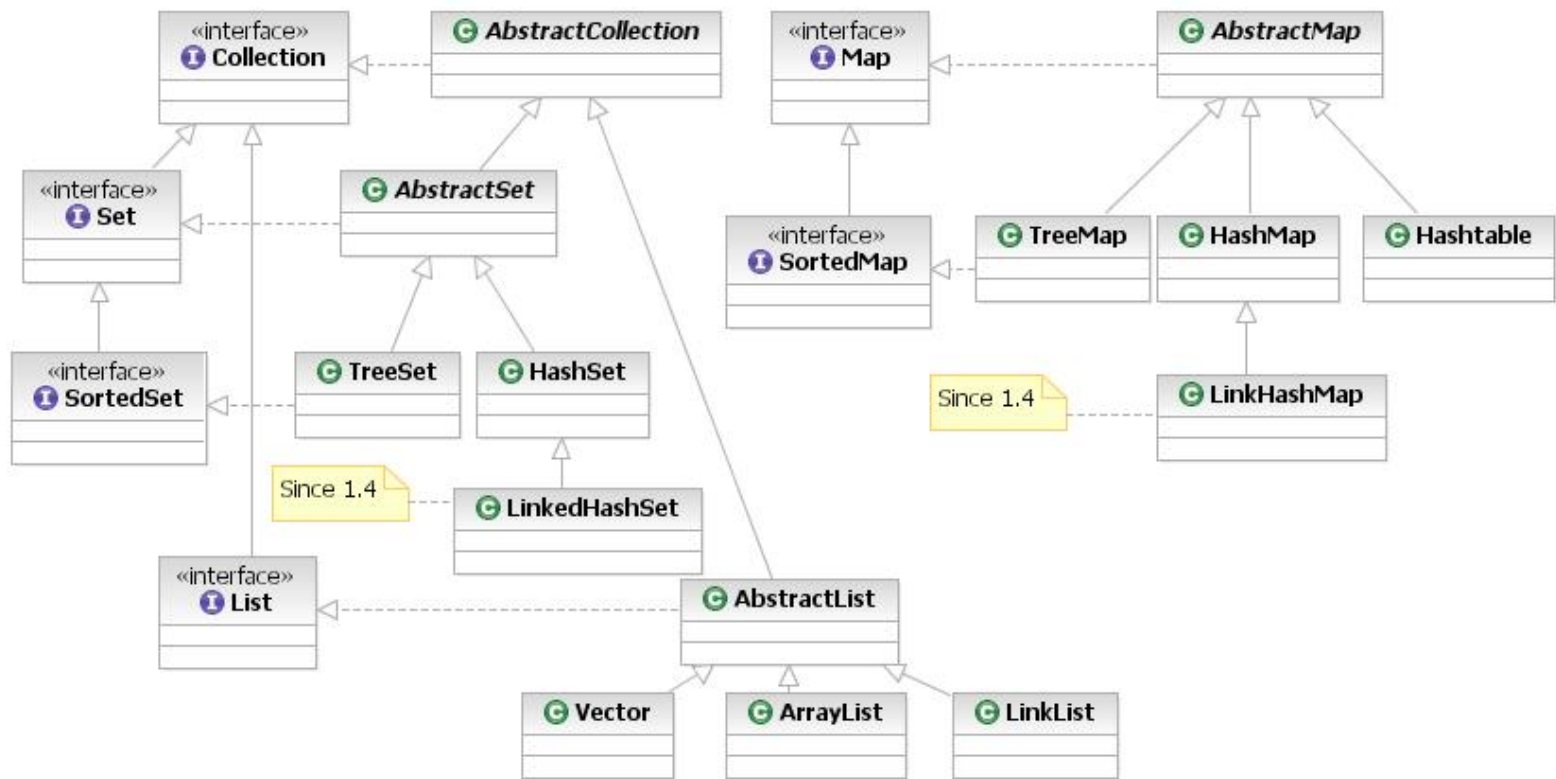 «interface»
Collection
AbstractCollection
«interface»
Map
AbstractMap
«interface»
Set
AbstractSet
«interface»
SortedMap
TreeMap
HashMap
Hashtable
«interface»
SortedSet
TreeSet
HashSet
Since 1.4
LinkHashMap
Since 1.4
LinkedHashSet
«interface»
List
AbstractList
Vector
ArrayList
LinkList